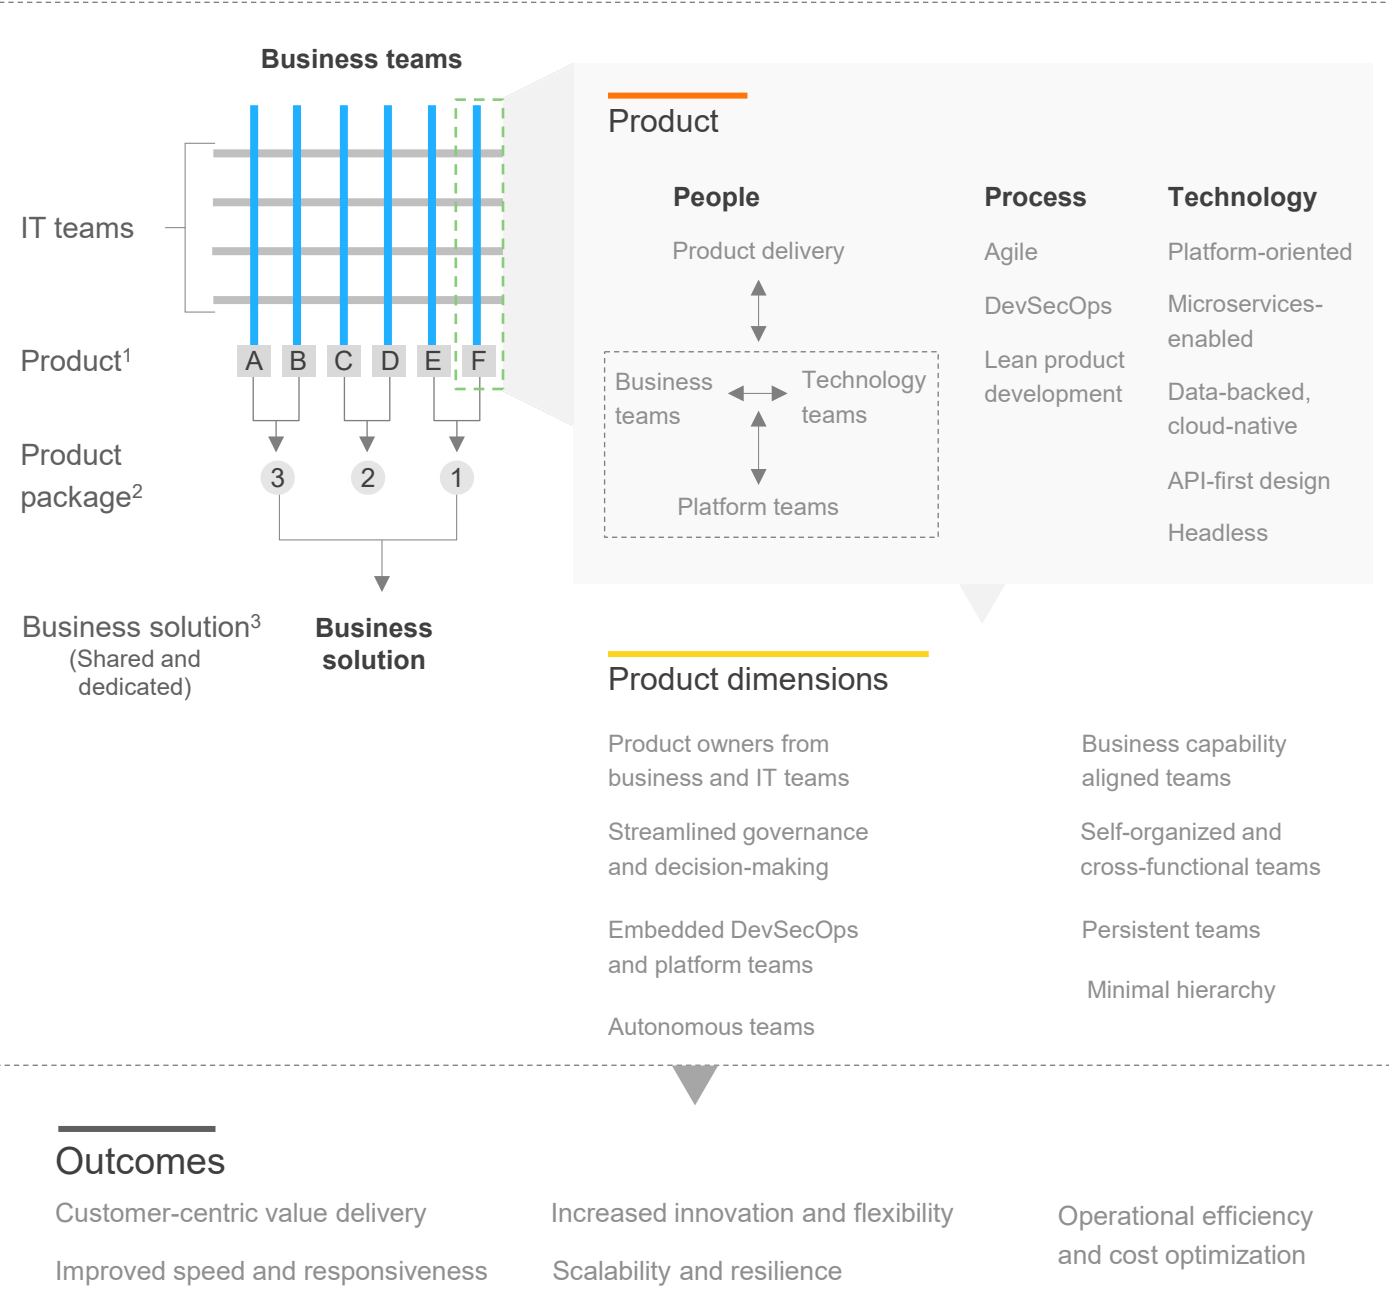 Business teams
IT teams
Product¹
A B C D E F
Product
package²
3 2 1
Business solution³
(Shared and
dedicated)
Business
solution
Product
People
Product delivery
Business
teams
Technology
teams
Platform teams
Process
Agile
DevSecOps
Lean product
development
Technology
Platform-oriented
Microservices-
enabled
Data-backed,
cloud-native
API-first design
Headless
Product dimensions
Product owners from
business and IT teams
Streamlined governance
and decision-making
Embedded DevSecOps
and platform teams
Autonomous teams
Business capability
aligned teams
Self-organized and
cross-functional teams
Persistent teams
Minimal hierarchy
Outcomes
Customer-centric value delivery
Improved speed and responsiveness
Increased innovation and flexibility
Scalability and resilience
Operational efficiency
and cost optimization